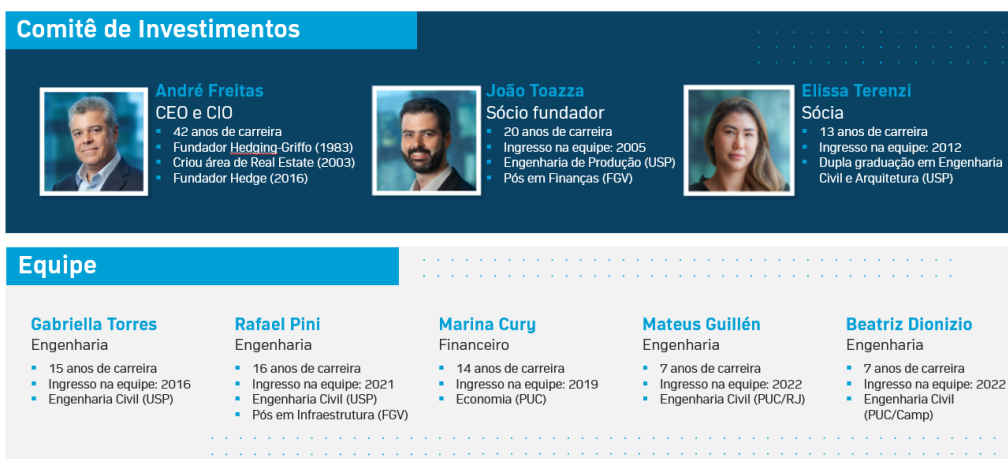 Comitê de Investimentos
André Freitas
CEO e CIO
▪ 42 anos de carreira
▪ Fundador Hedging-Griffo (1983)
▪ Criou área de Real Estate (2003)
▪ Fundador Hedge (2016)
João Toazza
Sócio fundador
▪ 20 anos de carreira
▪ Ingresso na equipe: 2005
▪ Engenharia de Produção (USP)
▪ Pós em Finanças (FGV)
Elissa Terenzi
Sócia
▪ 13 anos de carreira
▪ Ingresso na equipe: 2012
▪ Dupla graduação em Engenharia
Civil e Arquitetura (USP)
Equipe
Gabriella Torres
Engenharia
▪ 15 anos de carreira
▪ Ingresso na equipe: 2016
▪ Engenharia Civil (USP)
Rafael Pini
Engenharia
▪ 16 anos de carreira
▪ Ingresso na equipe: 2021
▪ Engenharia Civil (USP)
▪ Pós em Infraestrutura (FGV)
Marina Cury
Financeiro
▪ 14 anos de carreira
▪ Ingresso na equipe: 2019
▪ Economia (PUC)
Mateus Guillén
Engenharia
▪ 7 anos de carreira
▪ Ingresso na equipe: 2022
▪ Engenharia Civil (PUC/RJ)
Beatriz Dionizio
Engenharia
▪ 7 anos de carreira
▪ Ingresso na equipe: 2022
▪ Engenharia Civil
(PUC/Camp)